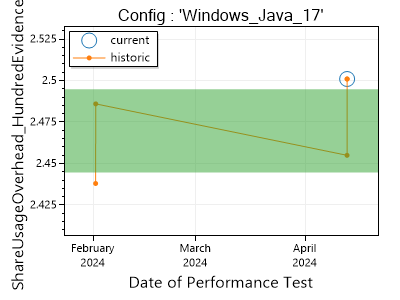 Config : 'Windows_Java_17'
ShareUsageOverhead_HundredEvidence
current
historic
2.525
2.5
2.475
2.45
2.425
February
2024
March
2024
April
2024
Date of Performance Test